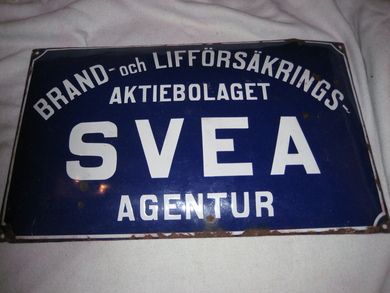 BRAND- och LIFFÖRSÄKRINGS-
AKTIEBOLAGET
SVEA
AGENTUR